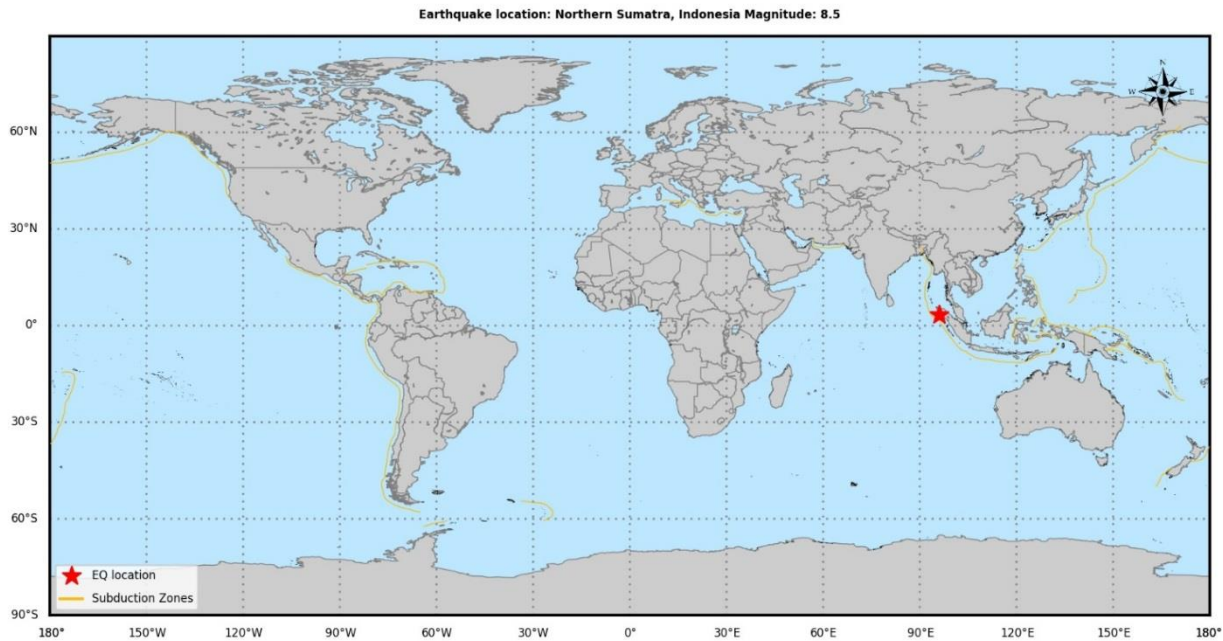 Earthquake location: Northern Sumatra, Indonesia Magnitude: 8.5
N
W E
S
60°N
30°N
0°
30°S
60°S
EQ location
Subduction Zones
90°S
180° 150°W 120°W 90°W 60°W 30°W 0° 30°E 60°E 90°E 120°E 150°E 180°